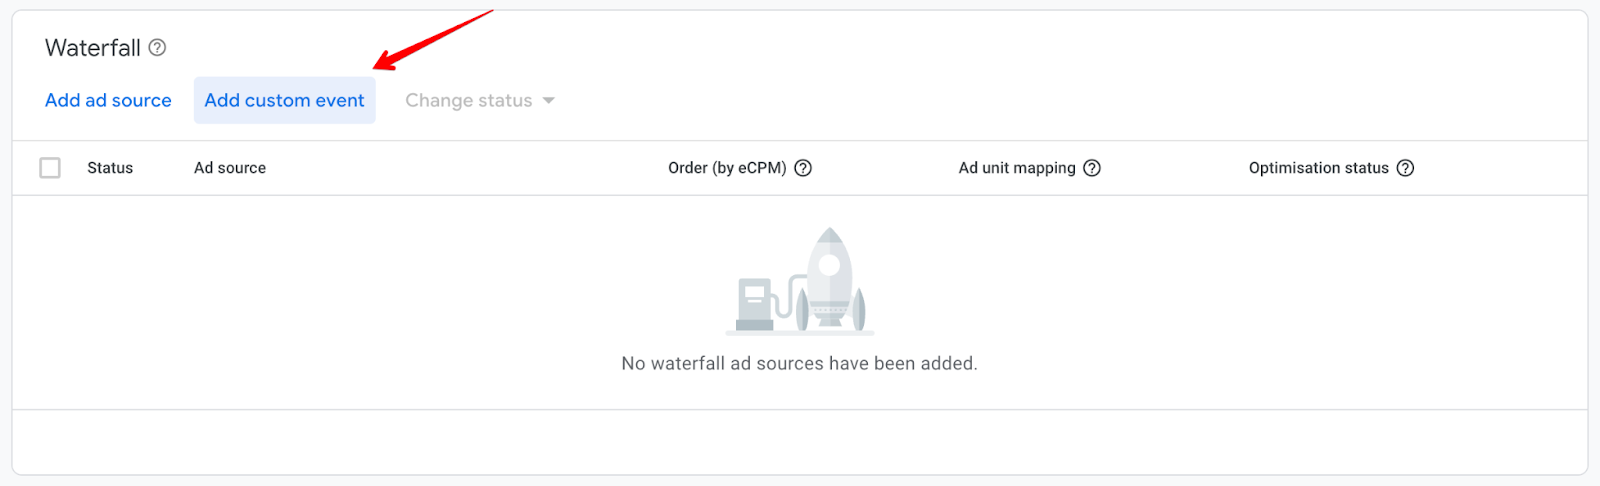 Waterfall
Add ad source Add custom event Change status
Status Ad source Order (by eCPM) Ad unit mapping Optimisation status
No waterfall ad sources have been added.